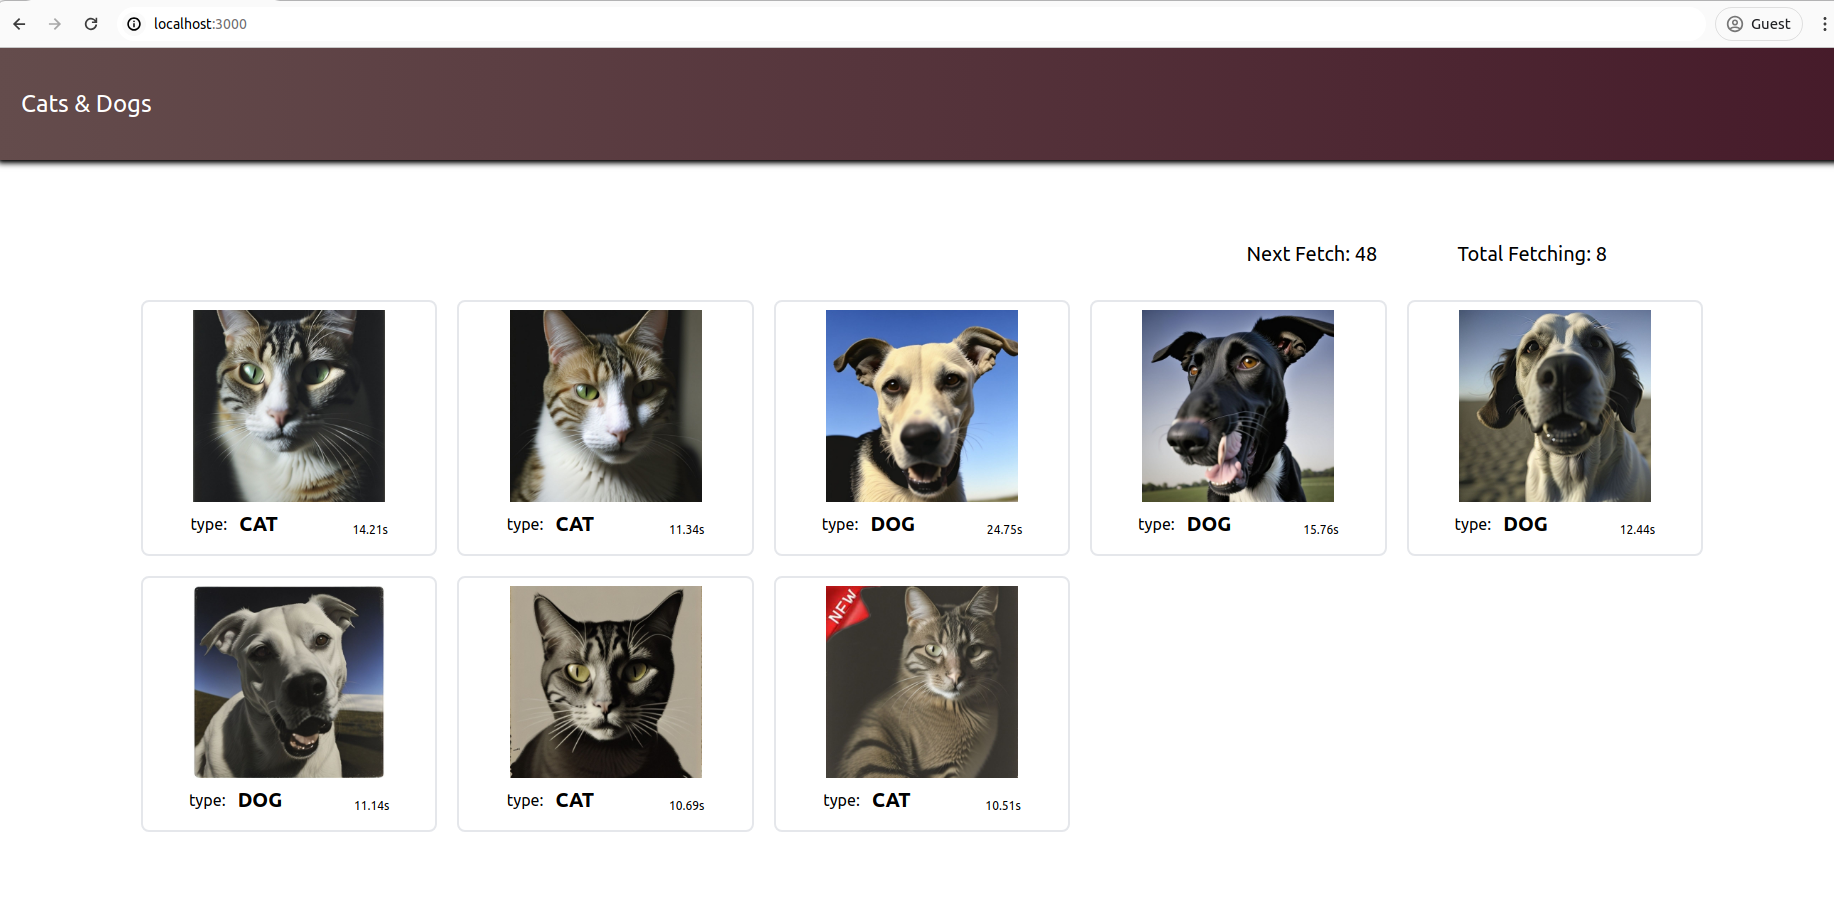 localhost:3000
Guest
Cats & Dogs
Next Fetch: 48
Total Fetching: 8
type: CAT 14.21s
type: CAT 11.34s
type: DOG 24.75s
type: DOG 15.76s
type: DOG 12.44s
NEW
type: DOG 11.14s
type: CAT 10.69s
type: CAT 10.51s